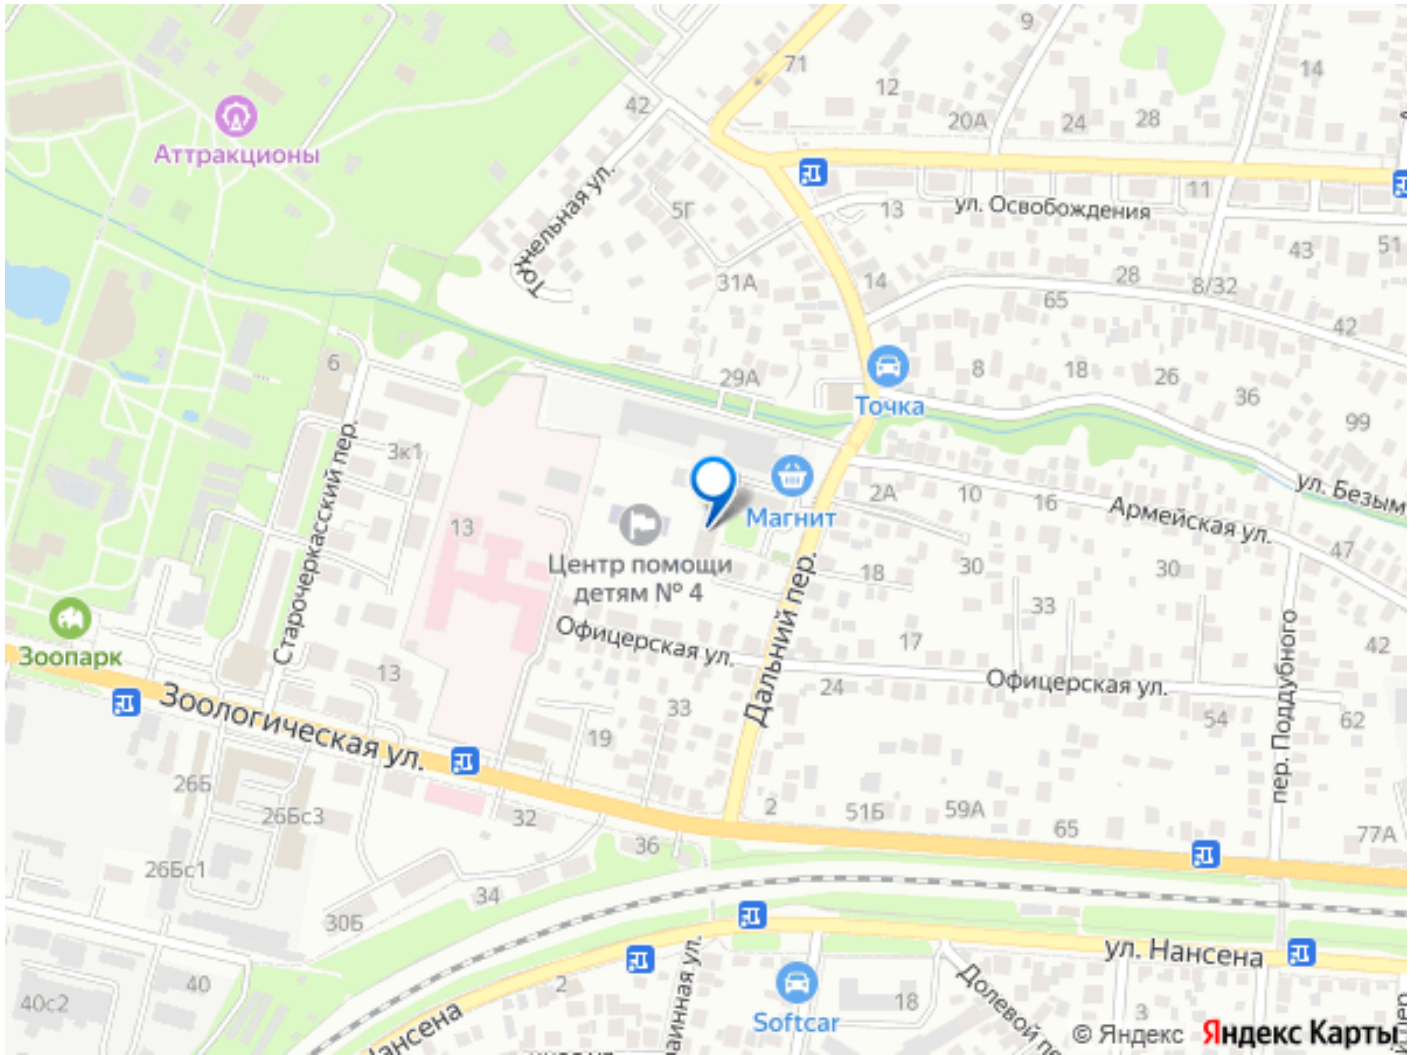 9
71
14
12
42
28
20А
24
Аттракционы
Тоннельная ул.
5Г
11
13
ул. Освобождения
51
43
31А
14
28
8/32
65
42
6
29А
8
18
26
36
Точка
99
3к1
Старочеркасский пер.
13
2А
10
16
ул. Безым
Магнит
Армейская ул.
47
Центр помощи
детям № 4
18
30
30
33
Офицерская ул.
17
42
Зоопарк
13
Дальний пер.
24
Офицерская ул.
пер. Поддубного
33
54
62
Зоологическая ул.
19
26Б
26Бс3
32
2
51Б
59А
65
77А
36
26Бс1
34
30Б
ул. Нансена
40
2
40с2
Долевой пе
18
3
Softcar
Нансена
аинная ул.
© Яндекс Яндекс Карты